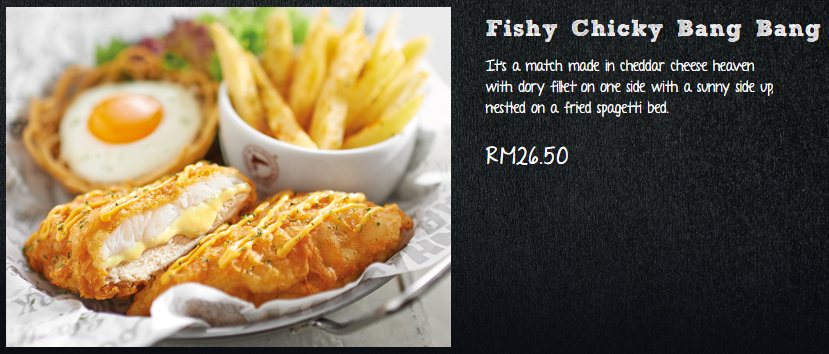 Fishy Chicky Bang Bang
It's a match made in cheddar cheese heaven
with dory fillet on one side with a sunny side up,
nestled on a fried spagetti bed.
RM26.50